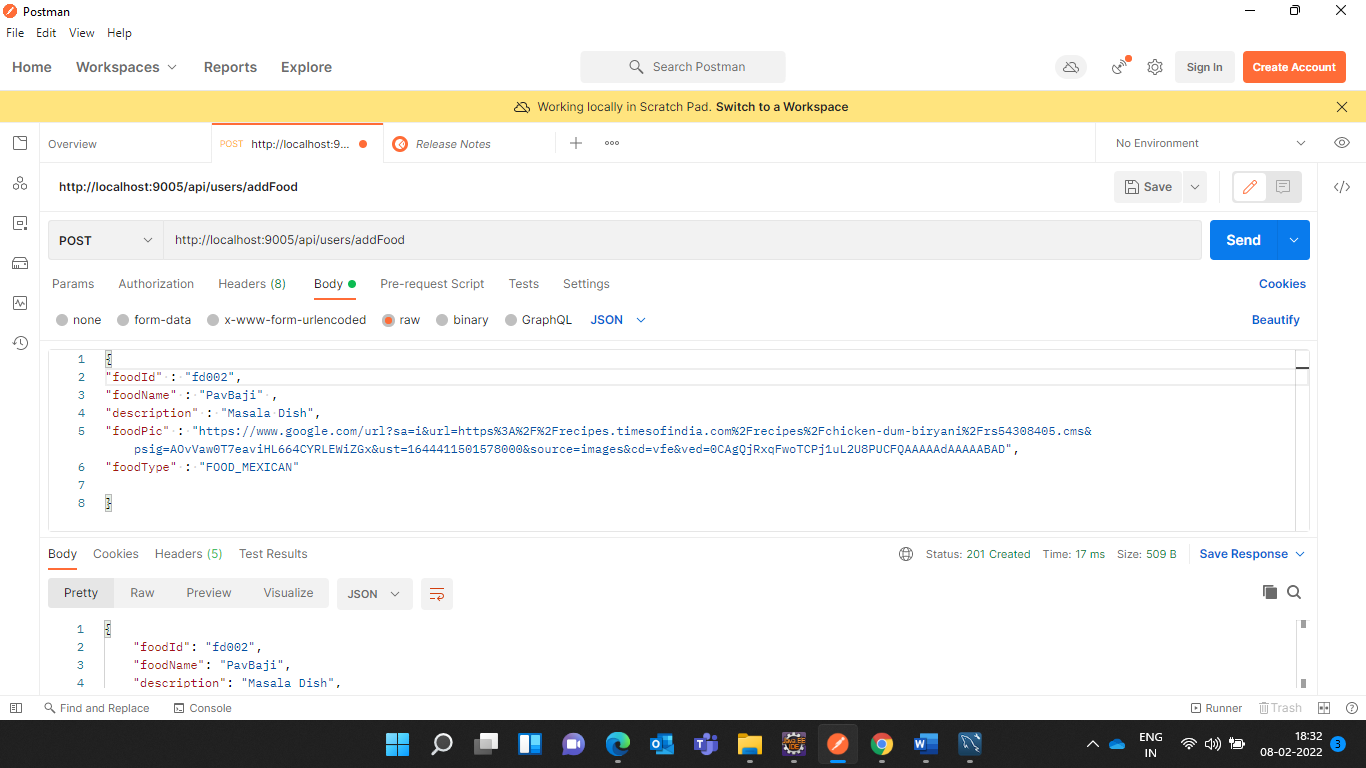 Postman
File Edit View Help
Home Workspaces Reports Explore Search Postman Sign In Create Account
Working locally in Scratch Pad. Switch to a Workspace
Overview POST http://localhost:9... Release Notes No Environment
http://localhost:9005/api/users/addFood Save
POST http://localhost:9005/api/users/addFood Send
Params Authorization Headers (8) Body Pre-request Script Tests Settings Cookies
none form-data x-www-form-urlencoded raw binary GraphQL JSON Beautify
1 {
2 "foodId" : "fd002",
3 "foodName" : "PavBaji" ,
4 "description" : "Masala Dish",
5 "foodPic" : "https://www.google.com/url?sa=i&url=https%3A%2F%2Frecipes.timesofindia.com%2Frecipes%2Fchicken-dum-biryani%2Frs54308405.cms&
psig=AOvVaw0T7eaviHL664CYRLEWiZGx&ust=1644411501578000&source=images&cd=vfe&ved=0CAgQjRxqFwoTCPj1uL2U8PUCFQAAAAAdAAAAABAD",
6 "foodType" : "FOOD_MEXICAN"
7
8 }
Body Cookies Headers (5) Test Results Status: 201 Created Time: 17 ms Size: 509 B Save Response
Pretty Raw Preview Visualize JSON
1 {
2 "foodId": "fd002",
3 "foodName": "PavBaji",
4 "description": "Masala Dish",
Find and Replace Console Runner Trash
ENG
IN
18:32
08-02-2022
3